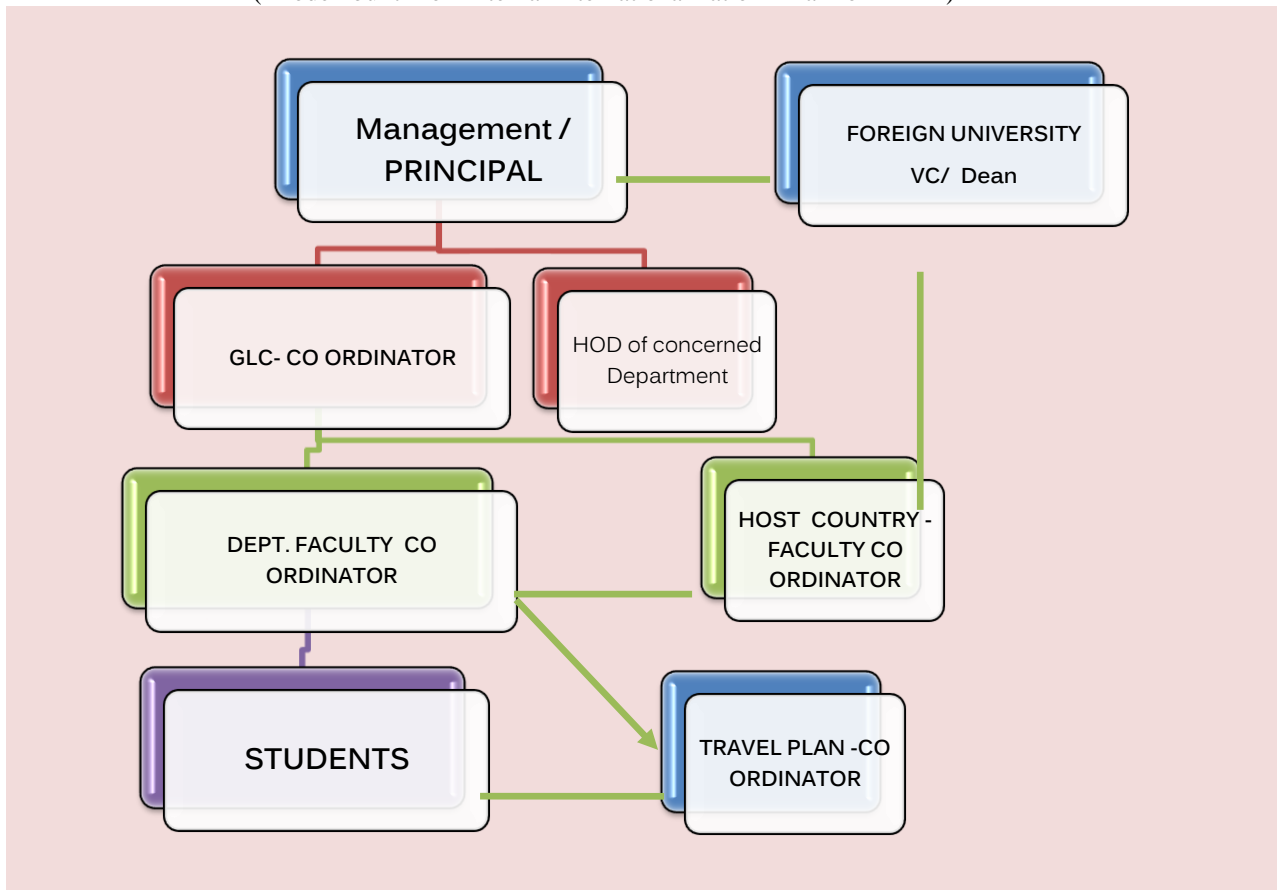 Management /
PRINCIPAL
FOREIGN UNIVERSITY
VC/ Dean
GLC- CO ORDINATOR
HOD of concerned
Department
DEPT. FACULTY CO
ORDINATOR
HOST COUNTRY -
FACULTY CO
ORDINATOR
STUDENTS
TRAVEL PLAN -CO
ORDINATOR